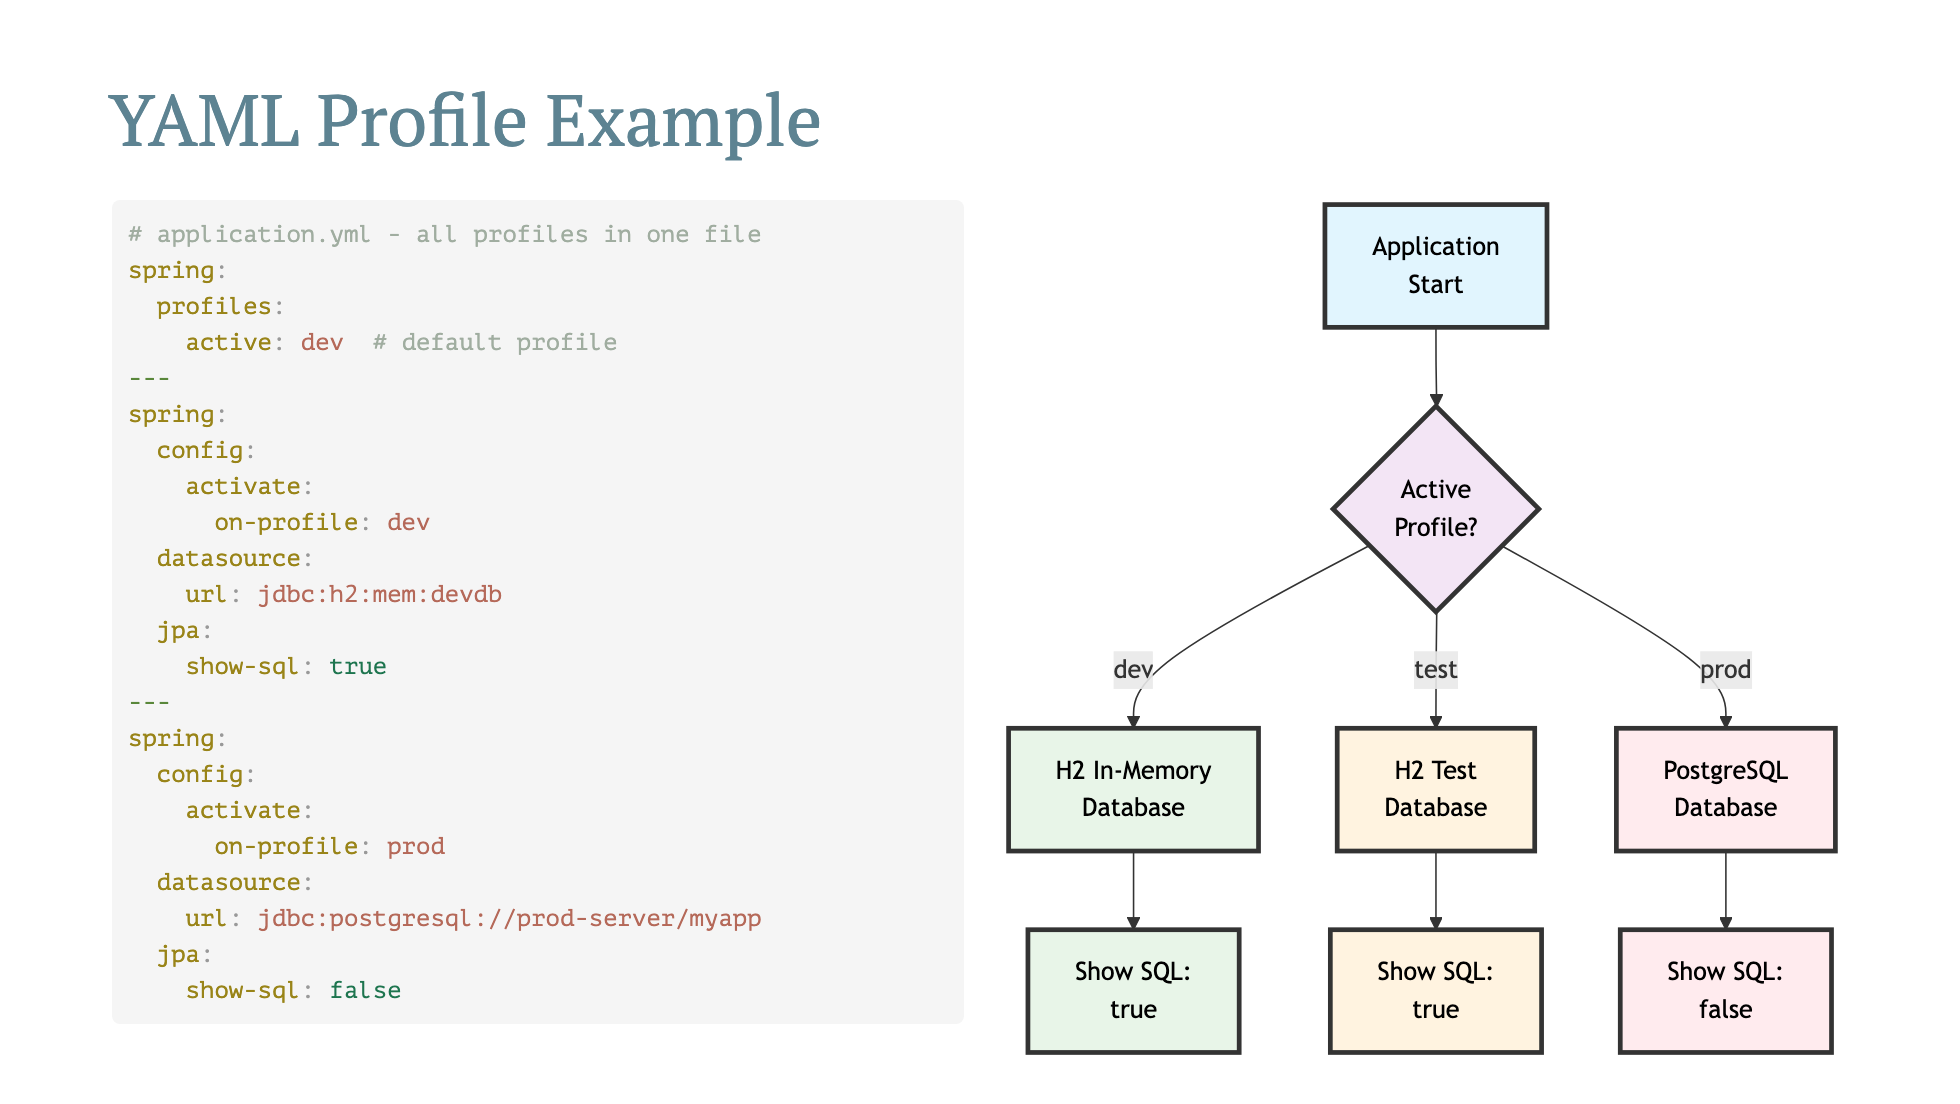 YAML Profile Example
# application.yml - all profiles in one file
spring:
  profiles:
    active: dev  # default profile
---
spring:
  config:
    activate:
      on-profile: dev
  datasource:
    url: jdbc:h2:mem:devdb
  jpa:
    show-sql: true
---
spring:
  config:
    activate:
      on-profile: prod
  datasource:
    url: jdbc:postgresql://prod-server/myapp
  jpa:
    show-sql: false
Application
Start
Active
Profile?
dev
test
prod
H2 In-Memory
Database
H2 Test
Database
PostgreSQL
Database
Show SQL:
true
Show SQL:
true
Show SQL:
false